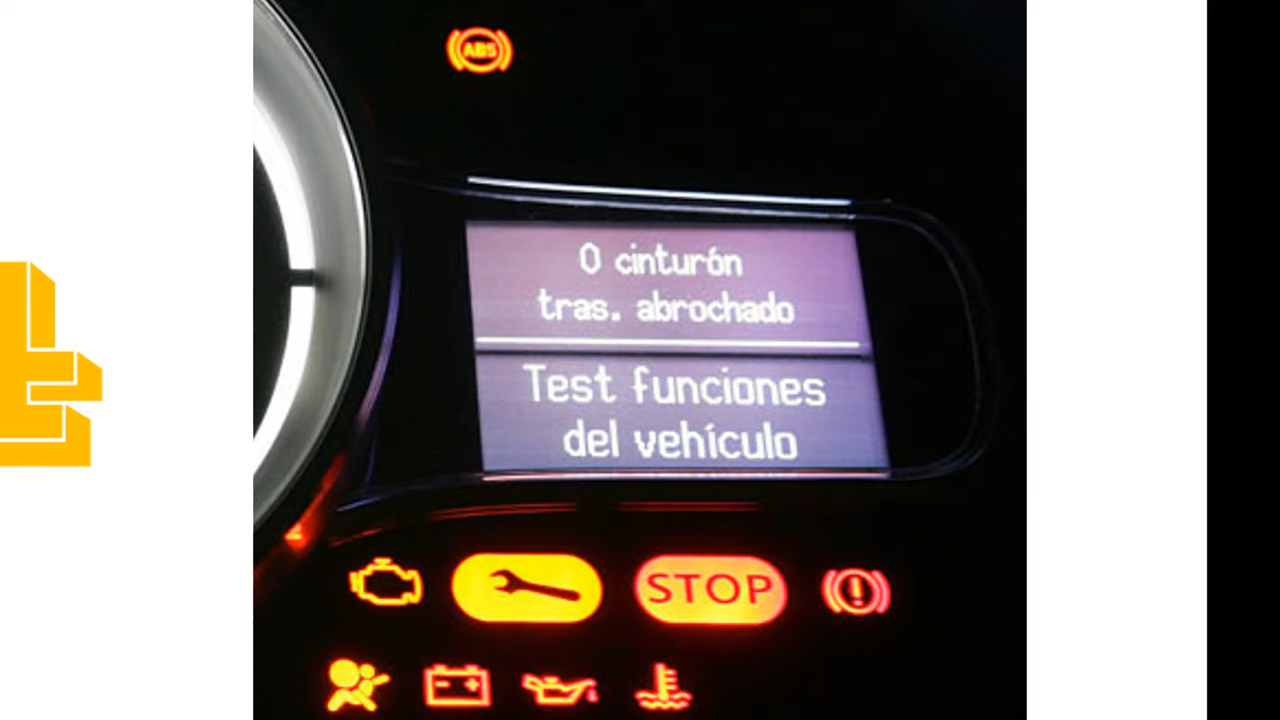 ABS
0 cinturón
tras. abrochado
Test funciones
del vehículo
STOP